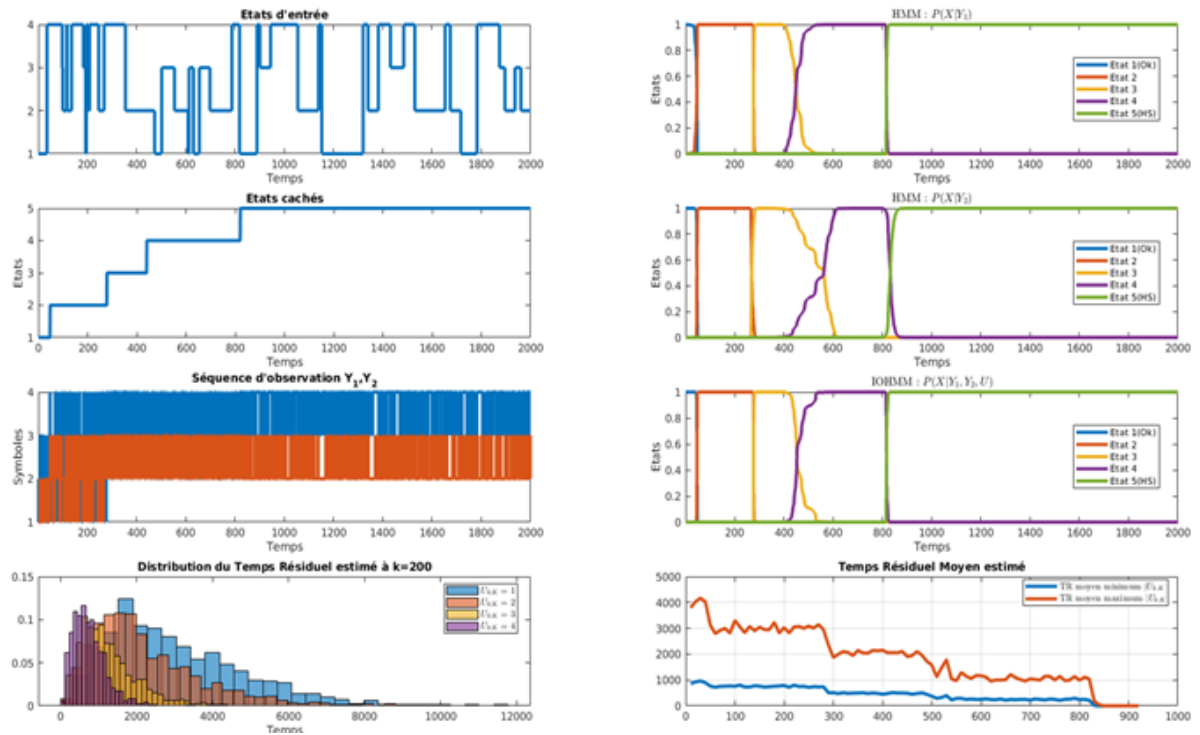 Etats d'entrée
Etats
4
3
2
1
200 400 600 800 1000 1200 1400 1600 1800 2000
Temps
HMM : P(X|Y₁)
Etats
1
0.8
0.6
0.4
0.2
0
Etat 1(Ok)
Etat 2
Etat 3
Etat 4
Etat 5(HS)
0 200 400 600 800 1000 1200 1400 1600 1800 2000
Temps
Etats cachés
Etats
5
4
3
2
1
0 200 400 600 800 1000 1200 1400 1600 1800 2000
Temps
HMM : P(X|Y₂)
Etats
1
0.8
0.6
0.4
0.2
0
Etat 1(Ok)
Etat 2
Etat 3
Etat 4
Etat 5(HS)
0 200 400 600 800 1000 1200 1400 1600 1800 2000
Temps
Séquence d'observation Y₁,Y₂
Symboles
4
3
2
1
0 200 400 600 800 1000 1200 1400 1600 1800 2000
Temps
IOHMM : P(X|Y₁, Y₂, U)
Etats
1
0.8
0.6
0.4
0.2
0
Etat 1(Ok)
Etat 2
Etat 3
Etat 4
Etat 5(HS)
0 200 400 600 800 1000 1200 1400 1600 1800 2000
Temps
Distribution du Temps Résiduel estimé à k=200
0.15
0.1
0.05
0
= 1
= 2
= 3
= 4
0 2000 4000 6000 8000 10000 12000
Temps
Temps Résiduel Moyen estimé
5000
4000
3000
2000
1000
0
TR moyen minimum
TR moyen maximum
0 100 200 300 400 500 600 700 800 900 1000